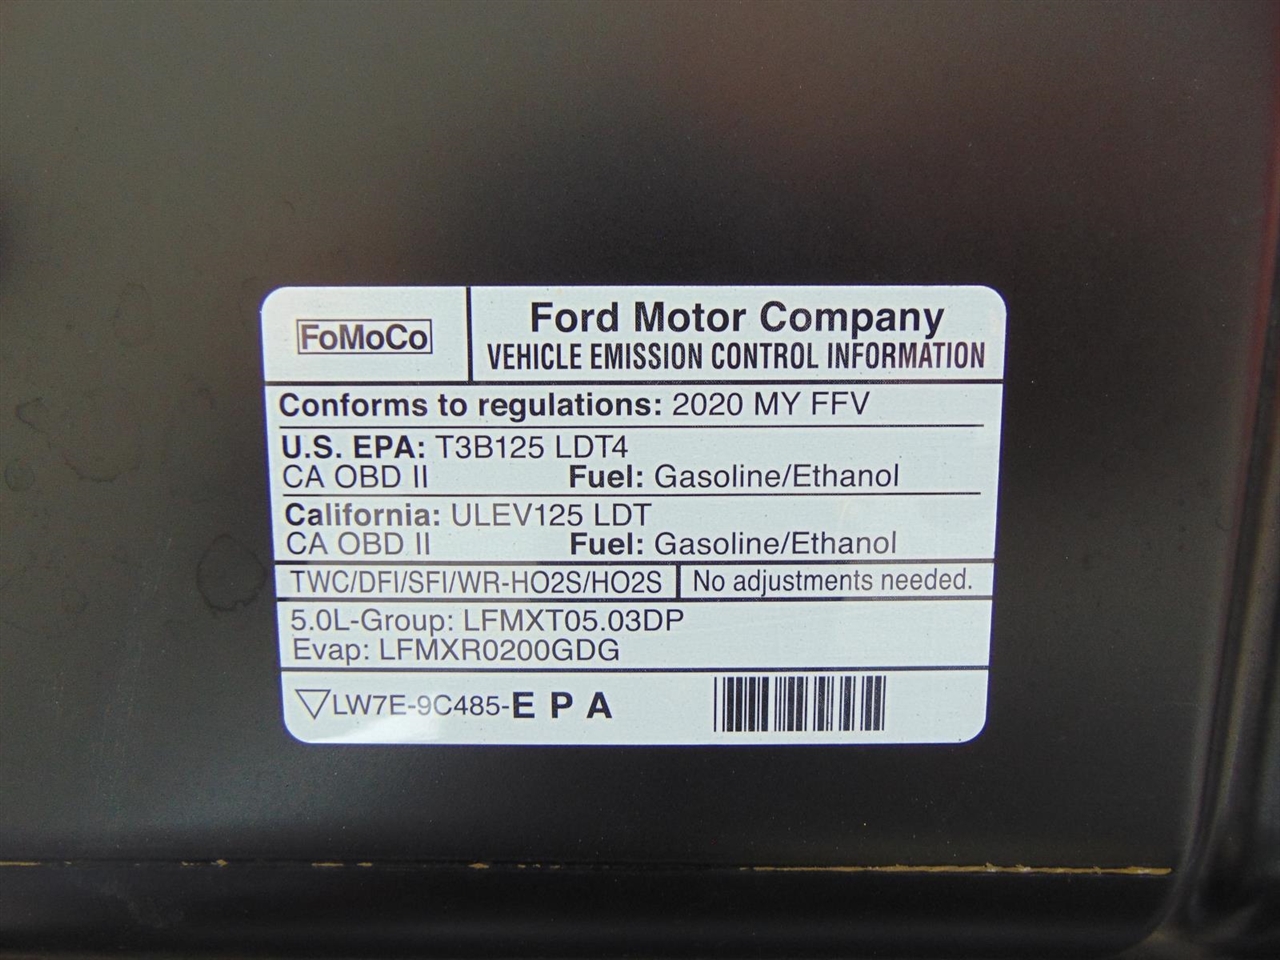 FoMoCo
Ford Motor Company
VEHICLE EMISSION CONTROL INFORMATION
Conforms to regulations: 2020 MY FFV
U.S. EPA: T3B125 LDT4
CA OBD II Fuel: Gasoline/Ethanol
California: ULEV125 LDT
CA OBD II Fuel: Gasoline/Ethanol
TWC/DFI/SFI/WR-HO2S/HO2S No adjustments needed.
5.0L-Group: LFMXT05.03DP
Evap: LFMXR0200GDG
LW7E-9C485-E P A